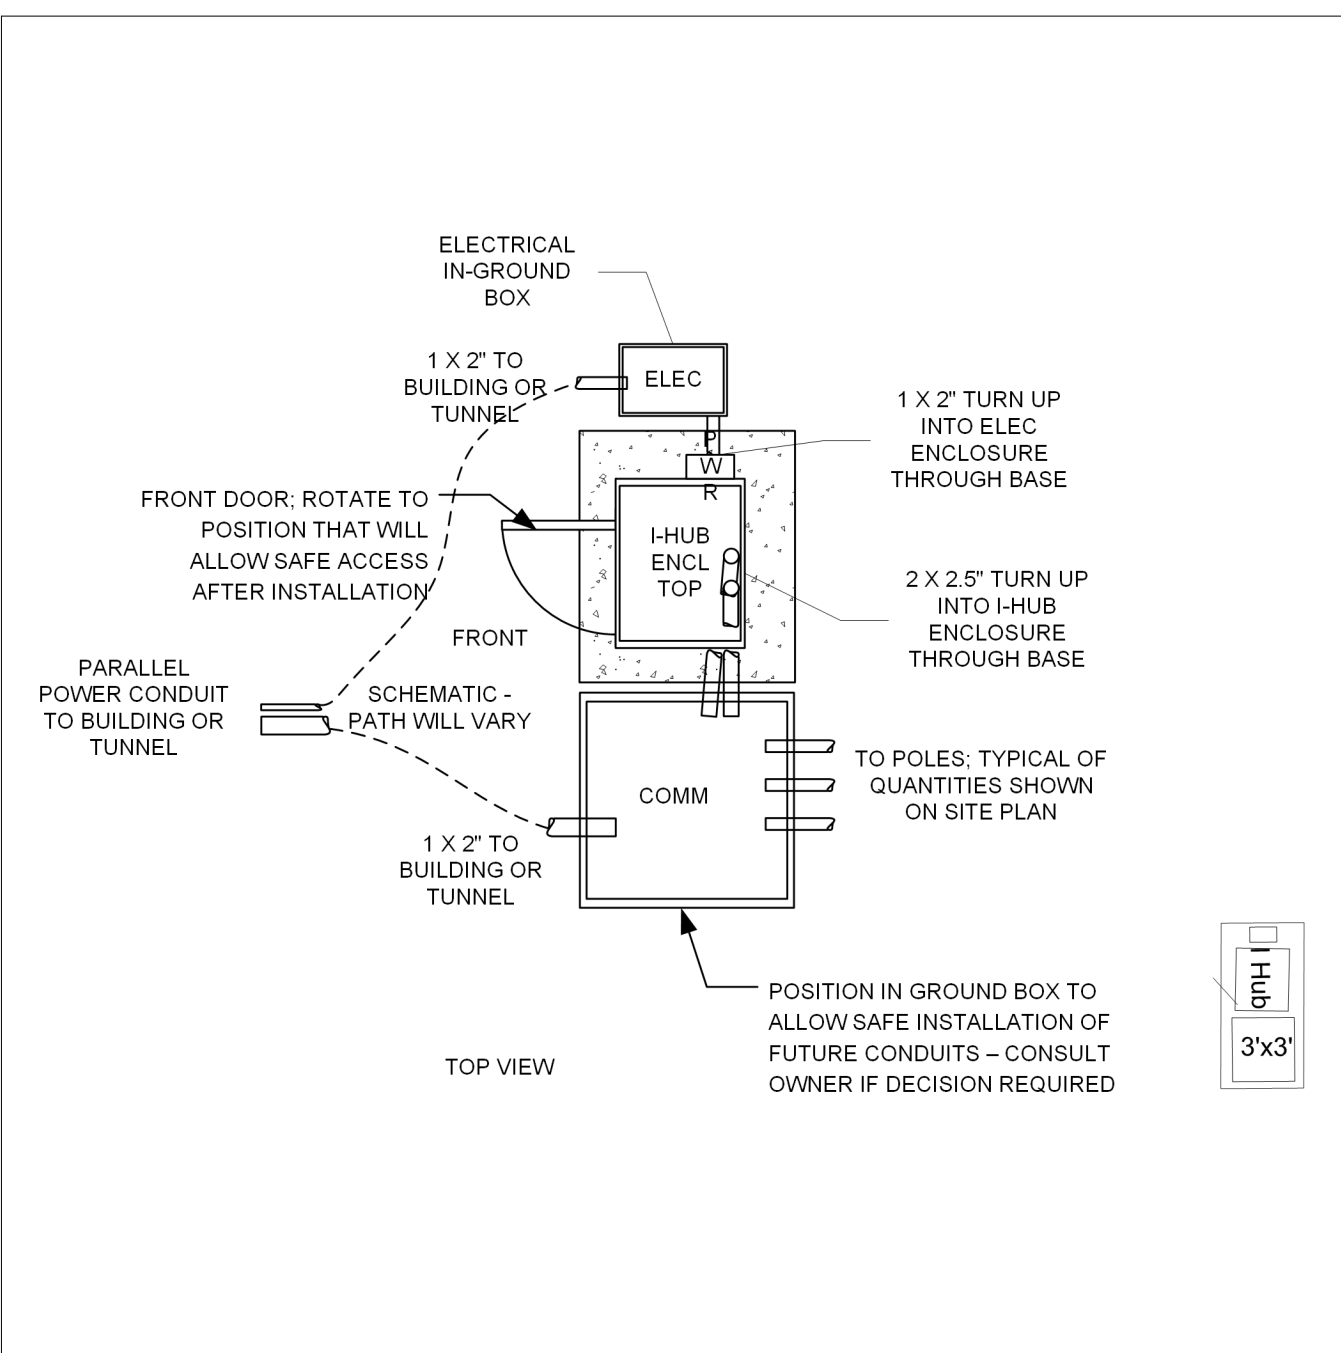 ELECTRICAL
IN-GROUND
BOX
1 X 2" TO
BUILDING OR
TUNNEL
ELEC
1 X 2" TURN UP
INTO ELEC
ENCLOSURE
THROUGH BASE
P
W
R
FRONT DOOR; ROTATE TO
POSITION THAT WILL
ALLOW SAFE ACCESS
AFTER INSTALLATION
I-HUB
ENCL
TOP
2 X 2.5" TURN UP
INTO I-HUB
ENCLOSURE
THROUGH BASE
FRONT
PARALLEL
POWER CONDUIT
TO BUILDING OR
TUNNEL
SCHEMATIC -
PATH WILL VARY
COMM
TO POLES; TYPICAL OF
QUANTITIES SHOWN
ON SITE PLAN
1 X 2" TO
BUILDING OR
TUNNEL
POSITION IN GROUND BOX TO
ALLOW SAFE INSTALLATION OF
FUTURE CONDUITS – CONSULT
OWNER IF DECISION REQUIRED
TOP VIEW
I Hub
3'x3'